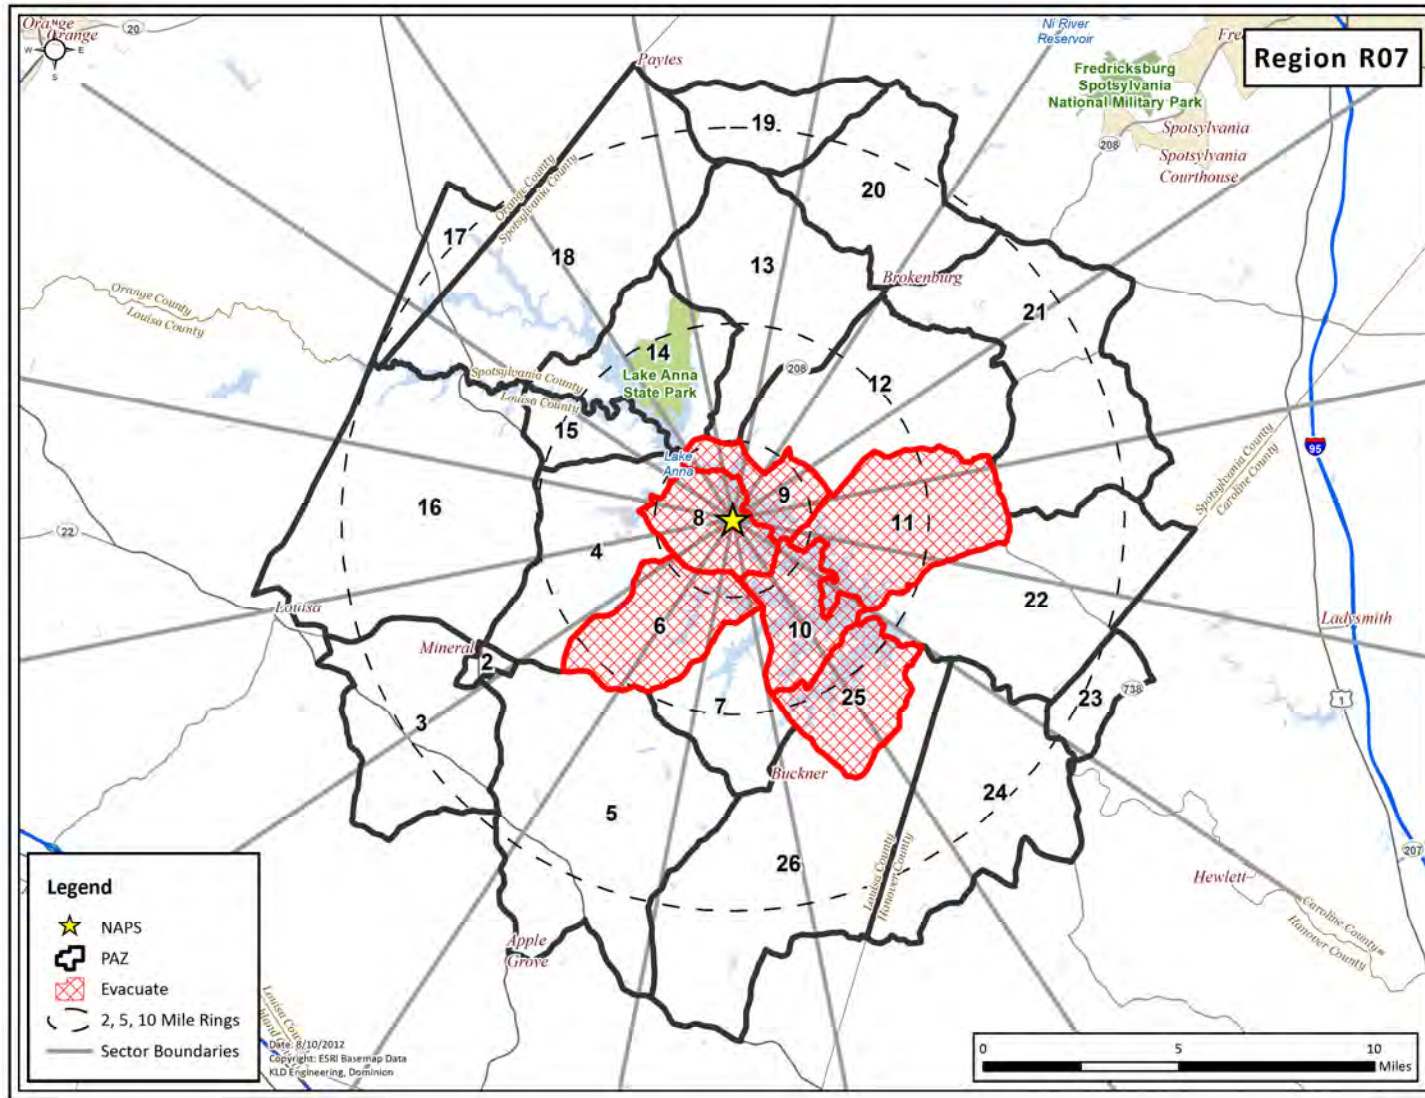 Region R07
Orange
Orange
20
N
W
E
S
Paytes
Ni River
Reservoir
Fre
Fredricksburg
Spotsylvania
National Military Park
Spotsylvania
208
Spotsylvania
Courthouse
19
20
17
Orange County
Spotsylvania County
18
13
Brokenburg
21
Orange County
Louisa County
14
Lake Anna
State Park
208
12
Spotsylvania County
Louisa County
15
Lake
Anna
95
Spotsylvania County
Caroline County
16
9
8
11
22
4
Louisa
22
Ladysmith
Mineral
2
6
10
23
738
1
3
7
25
Buckner
24
5
26
Louisa County
Hanover County
207
Hewlett
Caroline County
Hanover County
Apple
Grove
Legend
NAPS
PAZ
Evacuate
2, 5, 10 Mile Rings
Sector Boundaries
Date: 8/10/2012
Copyright: ESRI Basemap Data
KLD Engineering, Dominion
0 5 10
Miles